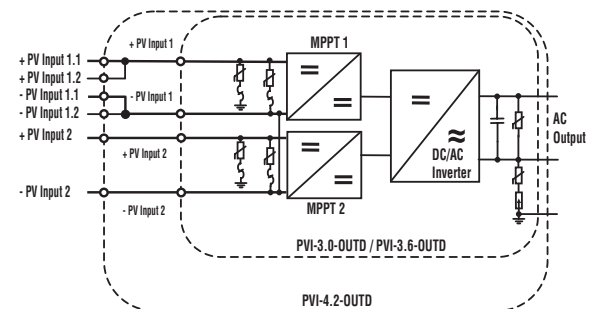 MPPT 1
+ PV Input 1
+ PV Input 1.1
+ PV Input 1.2
- PV Input 1.1
- PV Input 1
- PV Input 1.2
+ PV Input 2
+ PV Input 2
- PV Input 2
- PV Input 2
DC/AC
Inverter
AC
Output
MPPT 2
PVI-3.0-OUTD / PVI-3.6-OUTD
PVI-4.2-OUTD